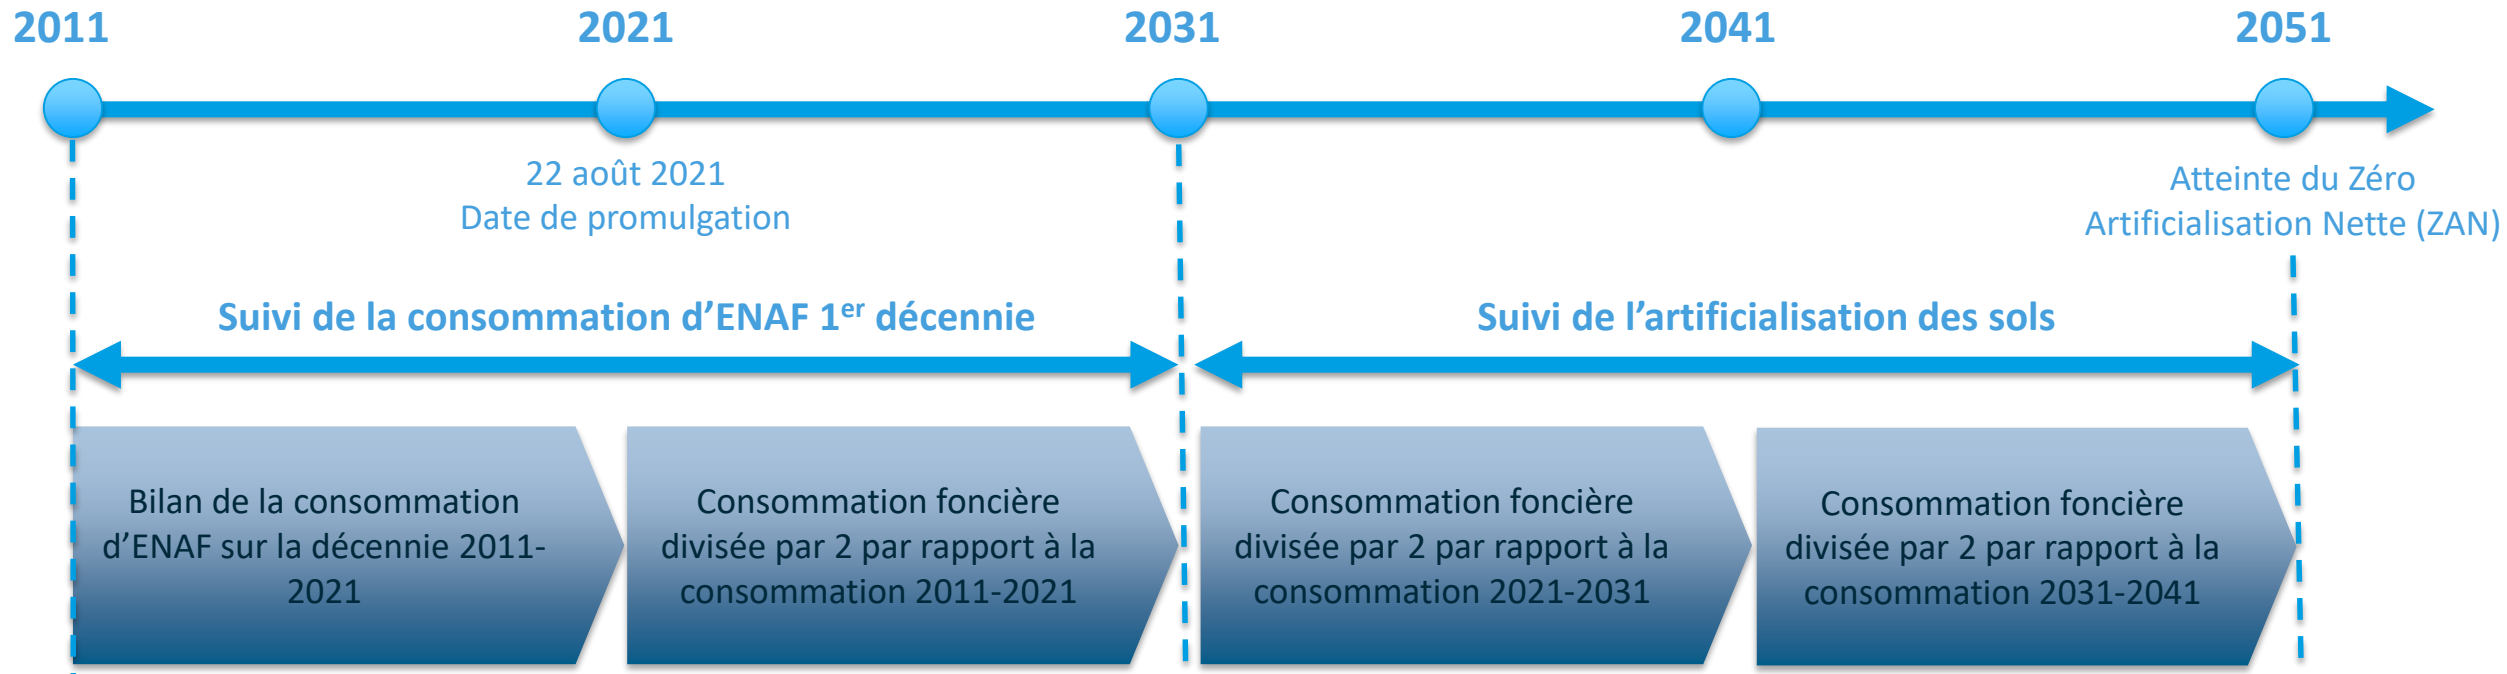 2011
2021
2031
2041
2051
22 août 2021
Date de promulgation
Atteinte du Zéro
Artificialisation Nette (ZAN)
Suivi de la consommation d’ENAF 1er décennie
Suivi de l’artificialisation des sols
Bilan de la consommation
d’ENAF sur la décennie 2011-
2021
Consommation foncière
divisée par 2 par rapport à la
consommation 2011-2021
Consommation foncière
divisée par 2 par rapport à la
consommation 2021-2031
Consommation foncière
divisée par 2 par rapport à la
consommation 2031-2041